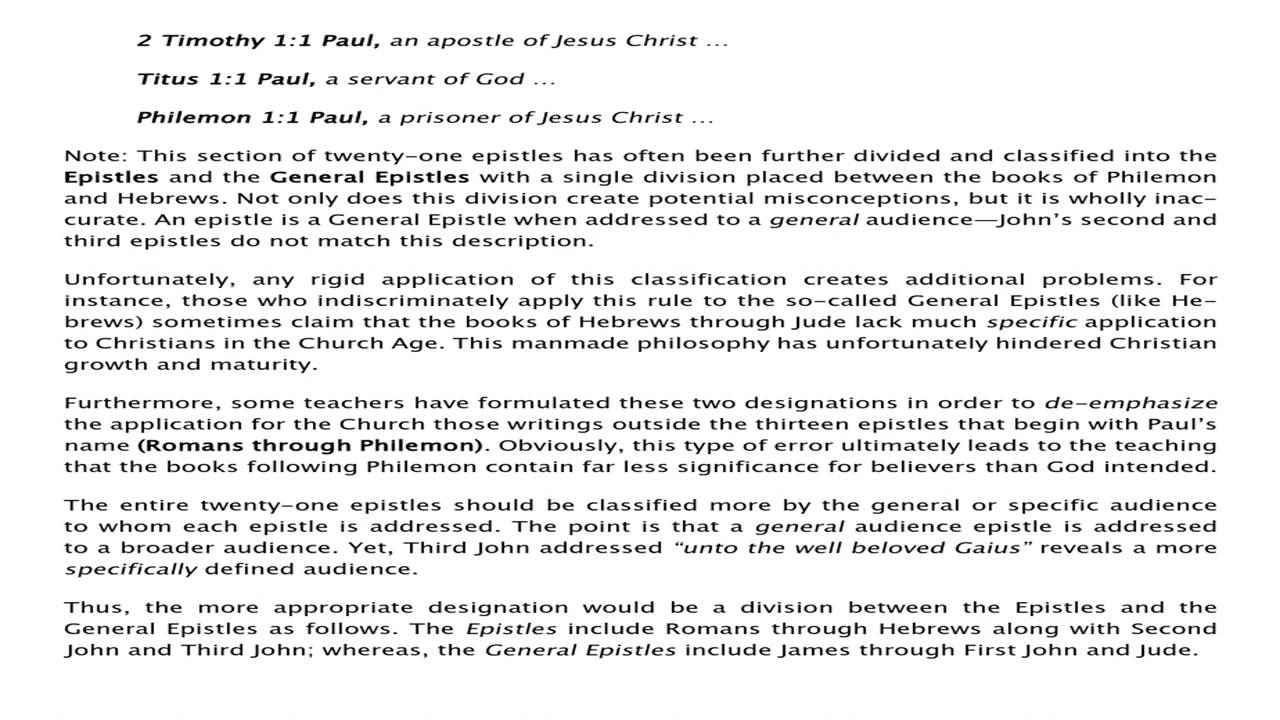 2 Timothy 1:1 Paul, an apostle of Jesus Christ …
Titus 1:1 Paul, a servant of God …
Philemon 1:1 Paul, a prisoner of Jesus Christ …
Note: This section of twenty-one epistles has often been further divided and classified into the
Epistles and the General Epistles with a single division placed between the books of Philemon
and Hebrews. Not only does this division create potential misconceptions, but it is wholly inac-
curate. An epistle is a General Epistle when addressed to a general audience—John's second and
third epistles do not match this description.
Unfortunately, any rigid application of this classification creates additional problems. For
instance, those who indiscriminately apply this rule to the so-called General Epistles (like He-
brews) sometimes claim that the books of Hebrews through Jude lack much specific application
to Christians in the Church Age. This manmade philosophy has unfortunately hindered Christian
growth and maturity.
Furthermore, some teachers have formulated these two designations in order to de-emphasize
the application for the Church those writings outside the thirteen epistles that begin with Paul's
name (Romans through Philemon). Obviously, this type of error ultimately leads to the teaching
that the books following Philemon contain far less significance for believers than God intended.
The entire twenty-one epistles should be classified more by the general or specific audience
to whom each epistle is addressed. The point is that a general audience epistle is addressed
to a broader audience. Yet, Third John addressed “unto the well beloved Gaius” reveals a more
specifically defined audience.
Thus, the more appropriate designation would be a division between the Epistles and the
General Epistles as follows. The Epistles include Romans through Hebrews along with Second
John and Third John; whereas, the General Epistles include James through First John and Jude.